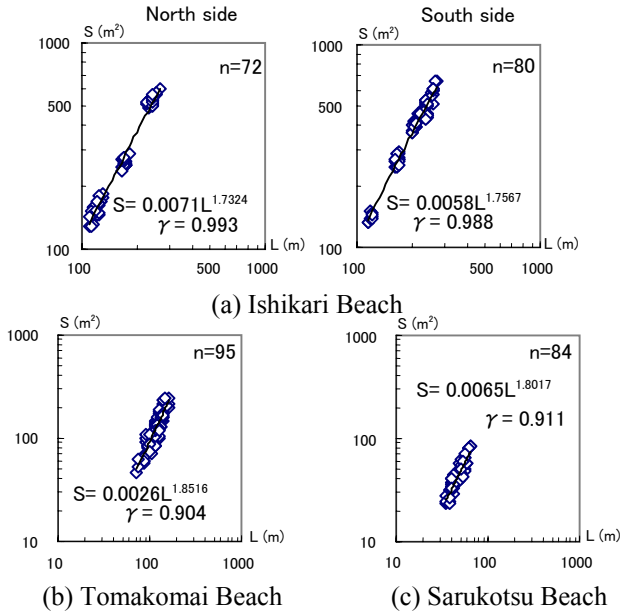 North side
South side
S (m²)
S (m²)
1000
1000
n=72
n=80
500
500
S= 0.0071L^1.7324
S= 0.0058L^1.7567
γ = 0.993
γ = 0.988
100
L (m)
100
L (m)
100
500
1000
100
500
1000
(a) Ishikari Beach
S (m²)
S (m²)
1000
1000
n=95
n=84
S= 0.0065L^1.8017
γ = 0.911
100
100
S= 0.0026L^1.8516
γ = 0.904
10
L (m)
10
L (m)
10
100
1000
10
100
1000
(b) Tomakomai Beach
(c) Sarukotsu Beach